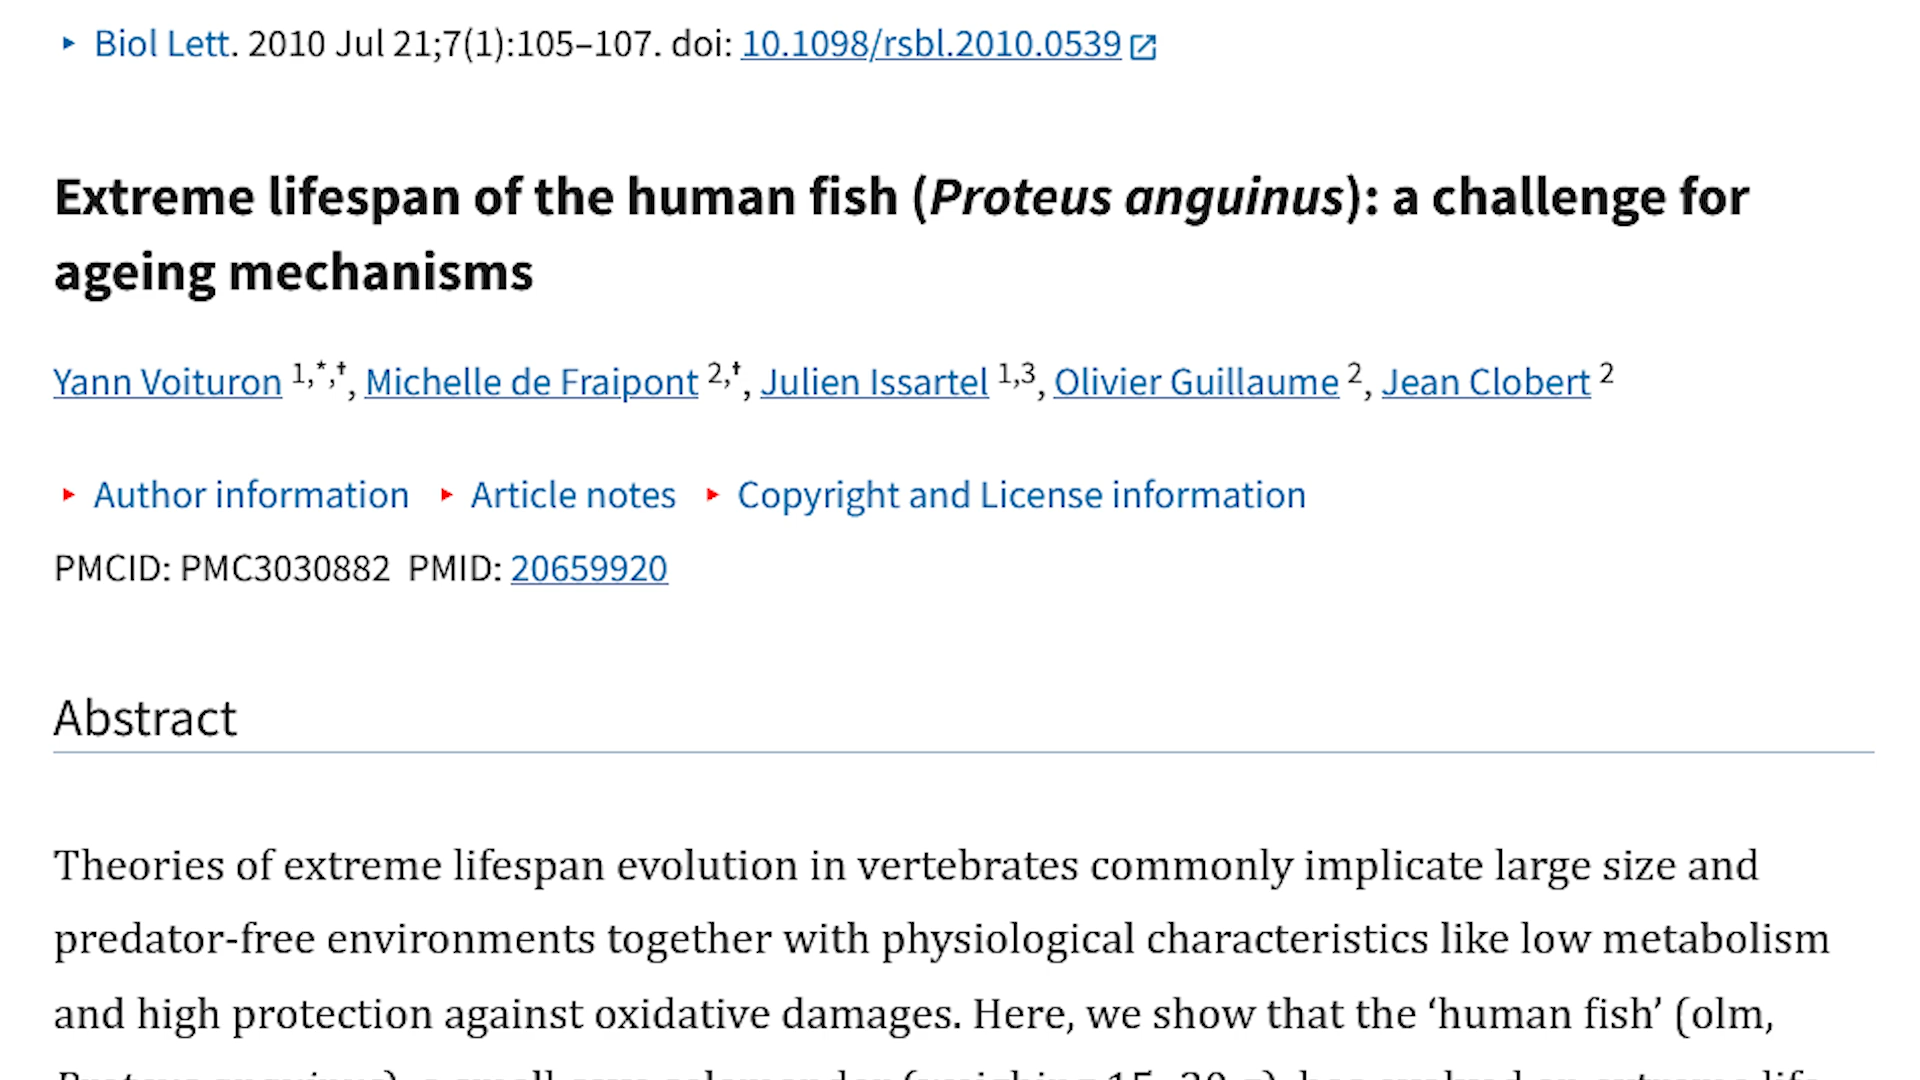 ▸ Biol Lett. 2010 Jul 21;7(1):105–107. doi: 10.1098/rsbl.2010.0539
Extreme lifespan of the human fish (Proteus anguinus): a challenge for
ageing mechanisms
Yann Voituron 1,*,†, Michelle de Fraipont 2,†, Julien Issartel 1,3, Olivier Guillaume 2, Jean Clobert 2
▸ Author information ▸ Article notes ▸ Copyright and License information
PMCID: PMC3030882 PMID: 20659920
Abstract
Theories of extreme lifespan evolution in vertebrates commonly implicate large size and
predator-free environments together with physiological characteristics like low metabolism
and high protection against oxidative damages. Here, we show that the ‘human fish’ (olm,